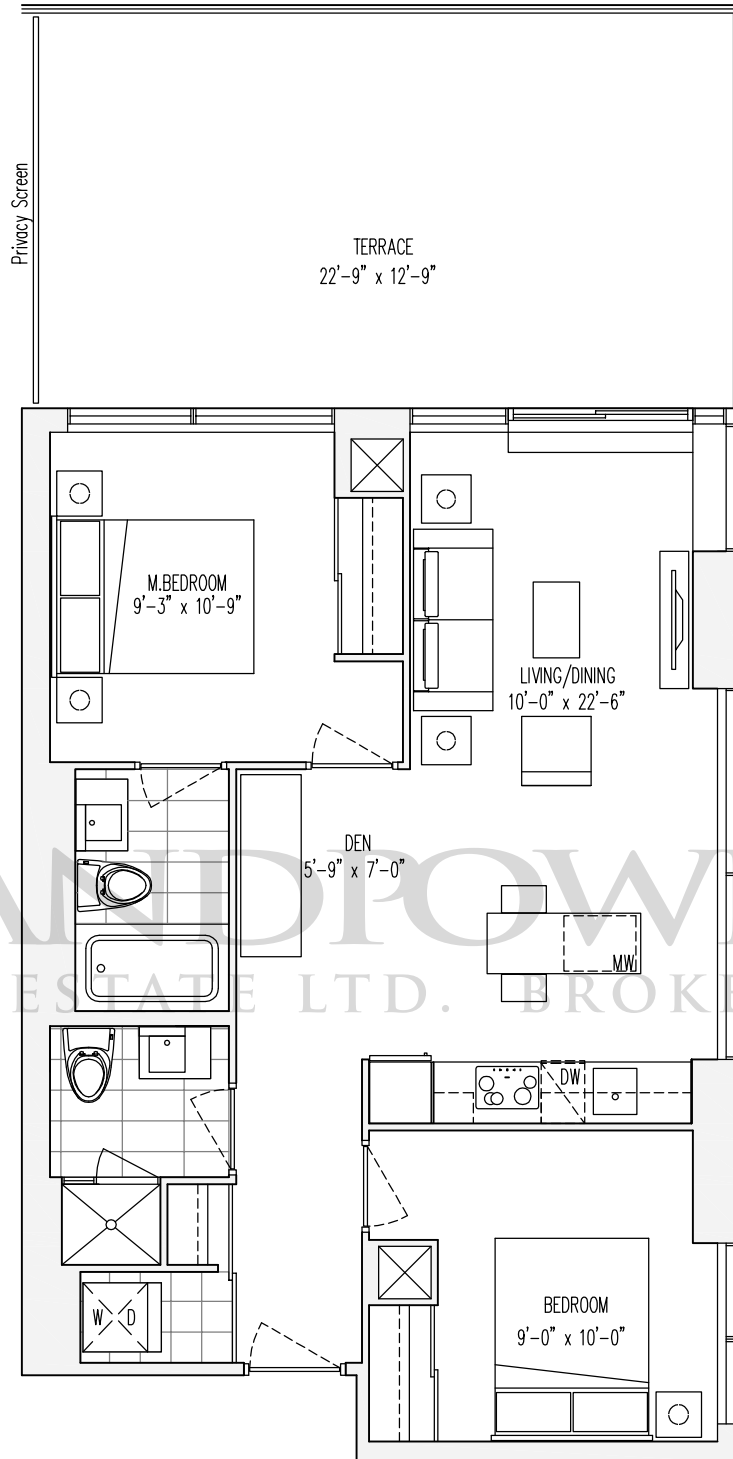 Privacy Screen
TERRACE
22'-9" x 12'-9"
M.BEDROOM
9'-3" x 10'-9"
LIVING/DINING
10'-0" x 22'-6"
DEN
5'-9" x 7'-0"
ANDPOW
MW
ESTATE LTD. BROKE
DW
BEDROOM
9'-0" x 10'-0"
W D